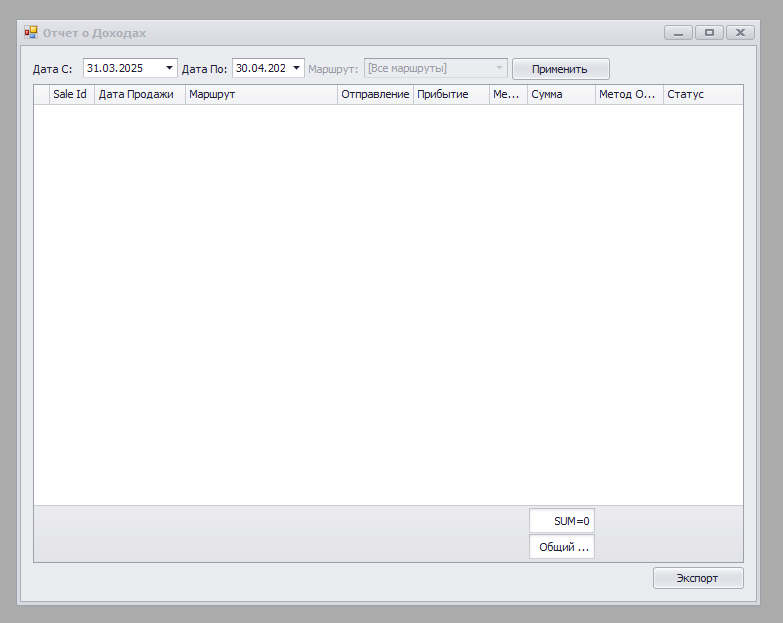 Отчет о Доходах
Дата С: 31.03.2025 Дата По: 30.04.202 Маршрут: [Все маршруты] Применить
Sale Id Дата Продажи Маршрут Отправление Прибытие Ме... Сумма Метод О... Статус
SUM=0
Общий ...
Экспорт